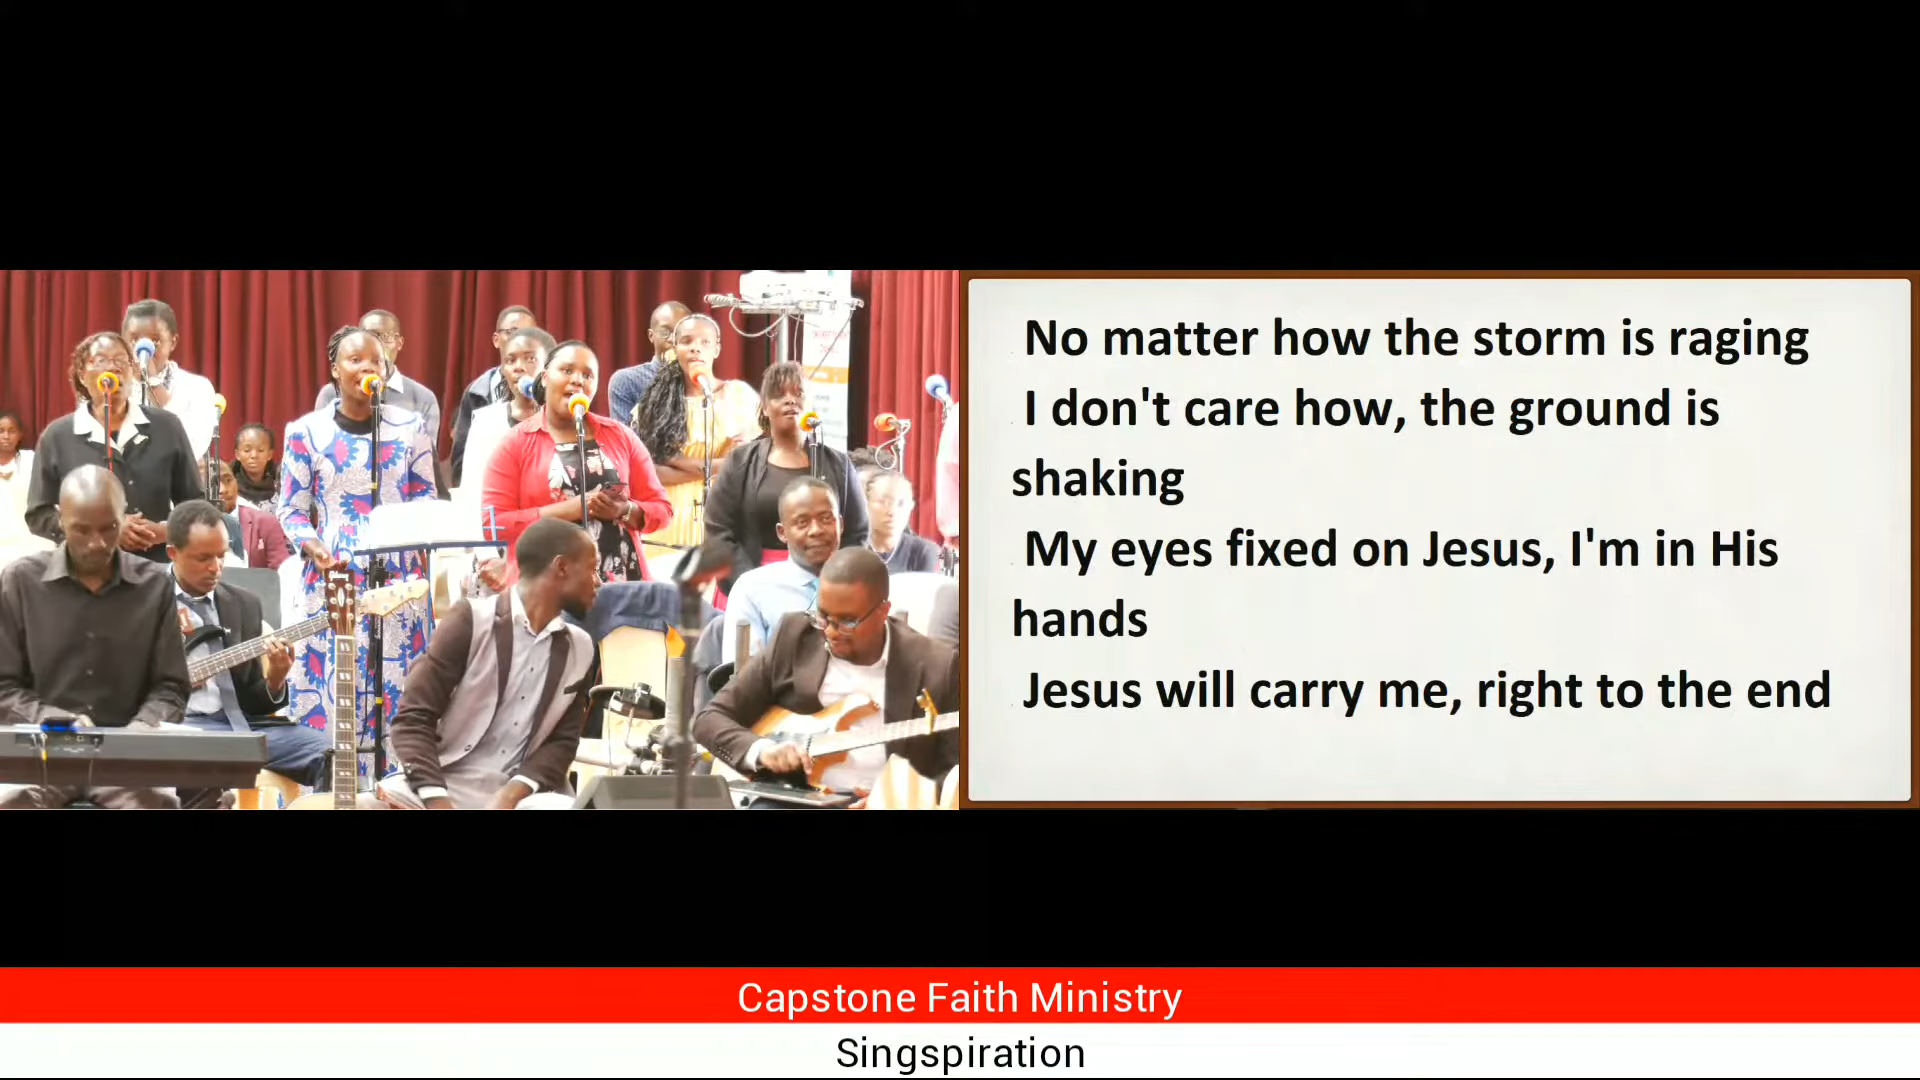 No matter how the storm is raging
I don't care how, the ground is
shaking
My eyes fixed on Jesus, I'm in His
hands
Jesus will carry me, right to the end
Capstone Faith Ministry
Singspiration